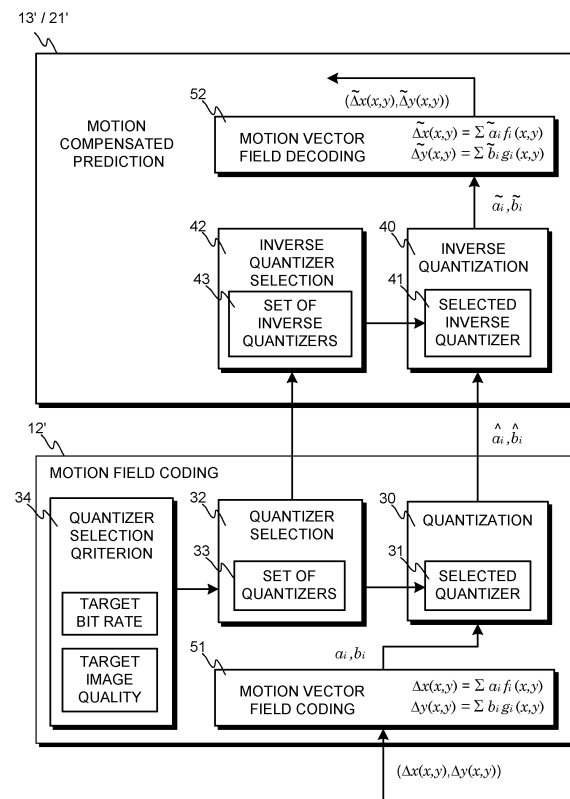 13' / 21'
(Δ̃x(x,y),Δ̃y(x,y))
52
MOTION
COMPENSATED
PREDICTION
MOTION VECTOR
FIELD DECODING
Δ̃x(x,y) = Σ ãᵢ fᵢ(x,y)
Δ̃y(x,y) = Σ b̃ᵢ gᵢ(x,y)
ãᵢ,b̃ᵢ
42
INVERSE
QUANTIZER
SELECTION
43
SET OF
INVERSE
QUANTIZERS
40
INVERSE
QUANTIZATION
41
SELECTED
INVERSE
QUANTIZER
âᵢ,b̂ᵢ
12'
MOTION FIELD CODING
34
QUANTIZER
SELECTION
QRITERION
TARGET
BIT RATE
TARGET
IMAGE
QUALITY
32
QUANTIZER
SELECTION
33
SET OF
QUANTIZERS
30
QUANTIZATION
31
SELECTED
QUANTIZER
aᵢ,bᵢ
51
MOTION VECTOR
FIELD CODING
Δx(x,y) = Σ aᵢ fᵢ(x,y)
Δy(x,y) = Σ bᵢ gᵢ(x,y)
(Δx(x,y),Δy(x,y))